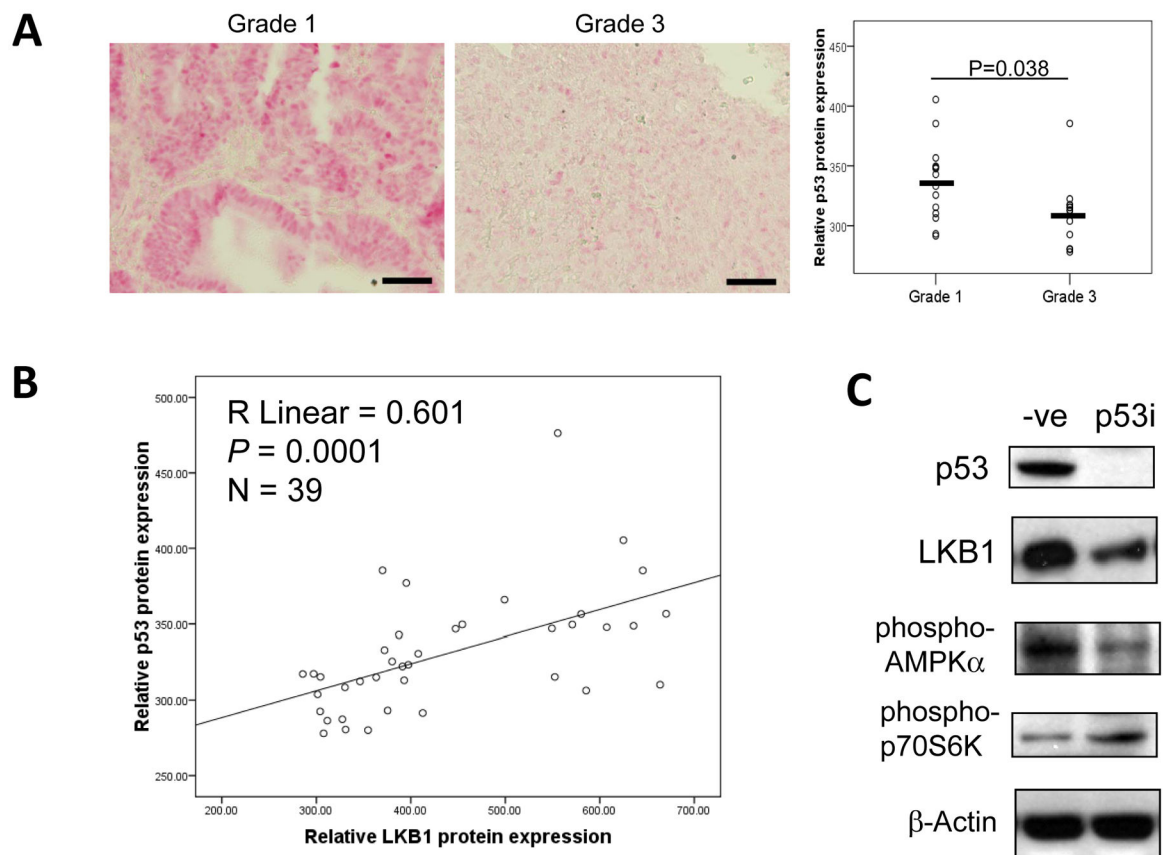 A
Grade 1
Grade 3
Relative p53 protein expression
450
400
350
300
P=0.038
Grade 1
Grade 3
B
Relative p53 protein expression
500.00
450.00
400.00
350.00
300.00
250.00
R Linear = 0.601
P = 0.0001
N = 39
200.00
300.00
400.00
500.00
600.00
700.00
Relative LKB1 protein expression
C
-ve
p53i
p53
LKB1
phospho-
AMPKα
phospho-
p70S6K
β-Actin